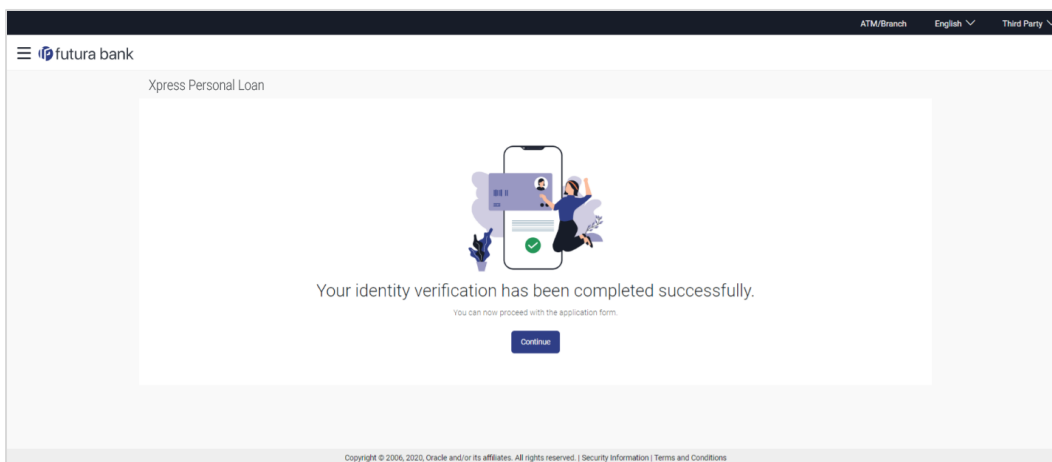 ATM/Branch English Third Party
futura bank
Xpress Personal Loan
Your identity verification has been completed successfully.
You can now proceed with the application form.
Continue
Copyright © 2006, 2020, Oracle and/or its affiliates. All rights reserved. | Security Information | Terms and Conditions